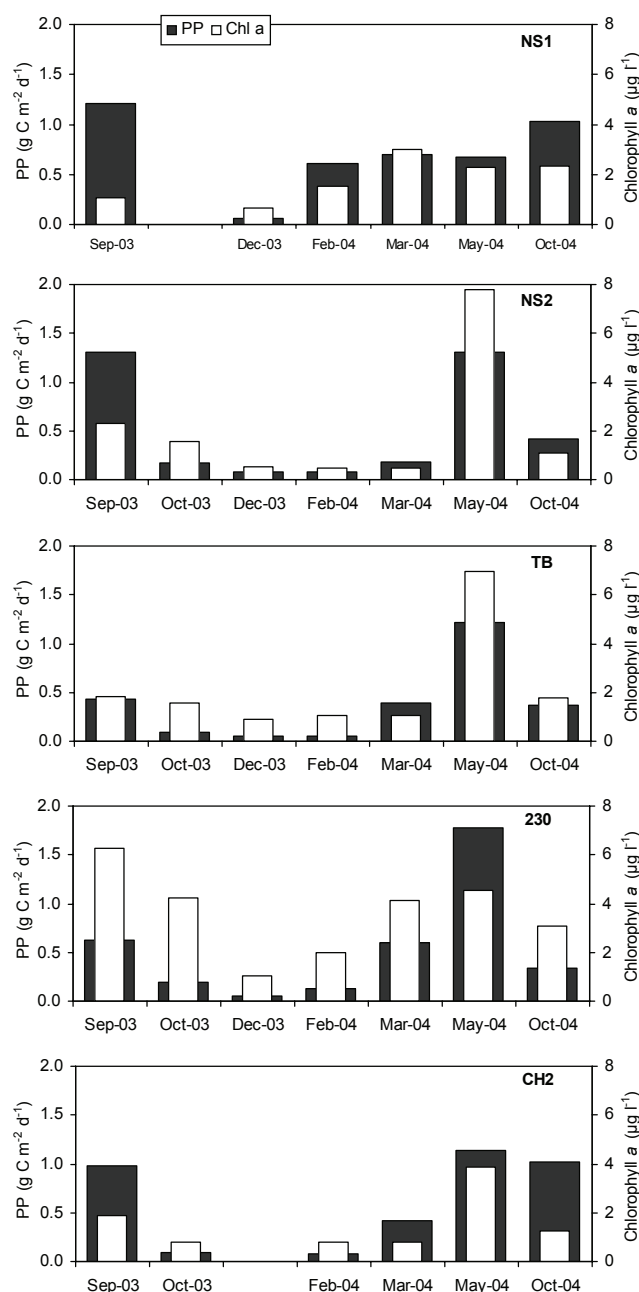 PP Chl a
NS1
2.0 1.5 1.0 0.5 0.0
PP (g C m⁻² d⁻¹)
8 6 4 2 0
Chlorophyll a (µg l⁻¹)
Sep-03 Dec-03 Feb-04 Mar-04 May-04 Oct-04
NS2
2.0 1.5 1.0 0.5 0.0
PP (g C m⁻² d⁻¹)
8 6 4 2 0
Chlorophyll a (µg l⁻¹)
Sep-03 Oct-03 Dec-03 Feb-04 Mar-04 May-04 Oct-04
TB
2.0 1.5 1.0 0.5 0.0
PP (g C m⁻² d⁻¹)
8 6 4 2 0
Chlorophyll a (µg l⁻¹)
Sep-03 Oct-03 Dec-03 Feb-04 Mar-04 May-04 Oct-04
230
2.0 1.5 1.0 0.5 0.0
PP (g C m⁻² d⁻¹)
8 6 4 2 0
Chlorophyll a (µg l⁻¹)
Sep-03 Oct-03 Dec-03 Feb-04 Mar-04 May-04 Oct-04
CH2
2.0 1.5 1.0 0.5 0.0
PP (g C m⁻² d⁻¹)
8 6 4 2 0
Chlorophyll a (µg l⁻¹)
Sep-03 Oct-03 Feb-04 Mar-04 May-04 Oct-04